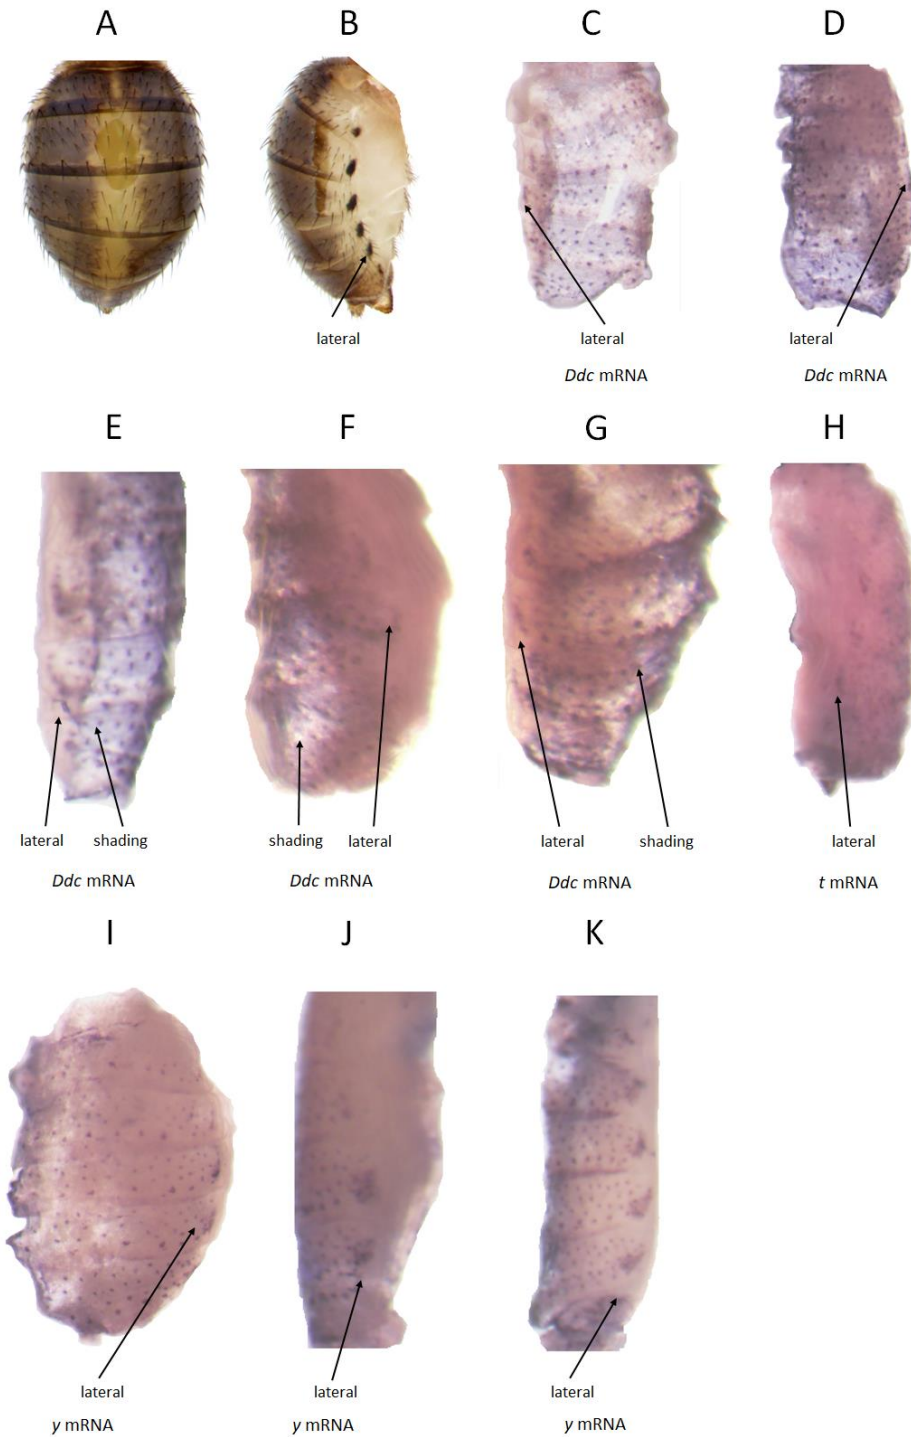 A B C D
lateral lateral lateral
Ddc mRNA Ddc mRNA
E F G H
lateral shading shading lateral lateral shading lateral
Ddc mRNA Ddc mRNA Ddc mRNA t mRNA
I J K
lateral lateral lateral
y mRNA y mRNA y mRNA